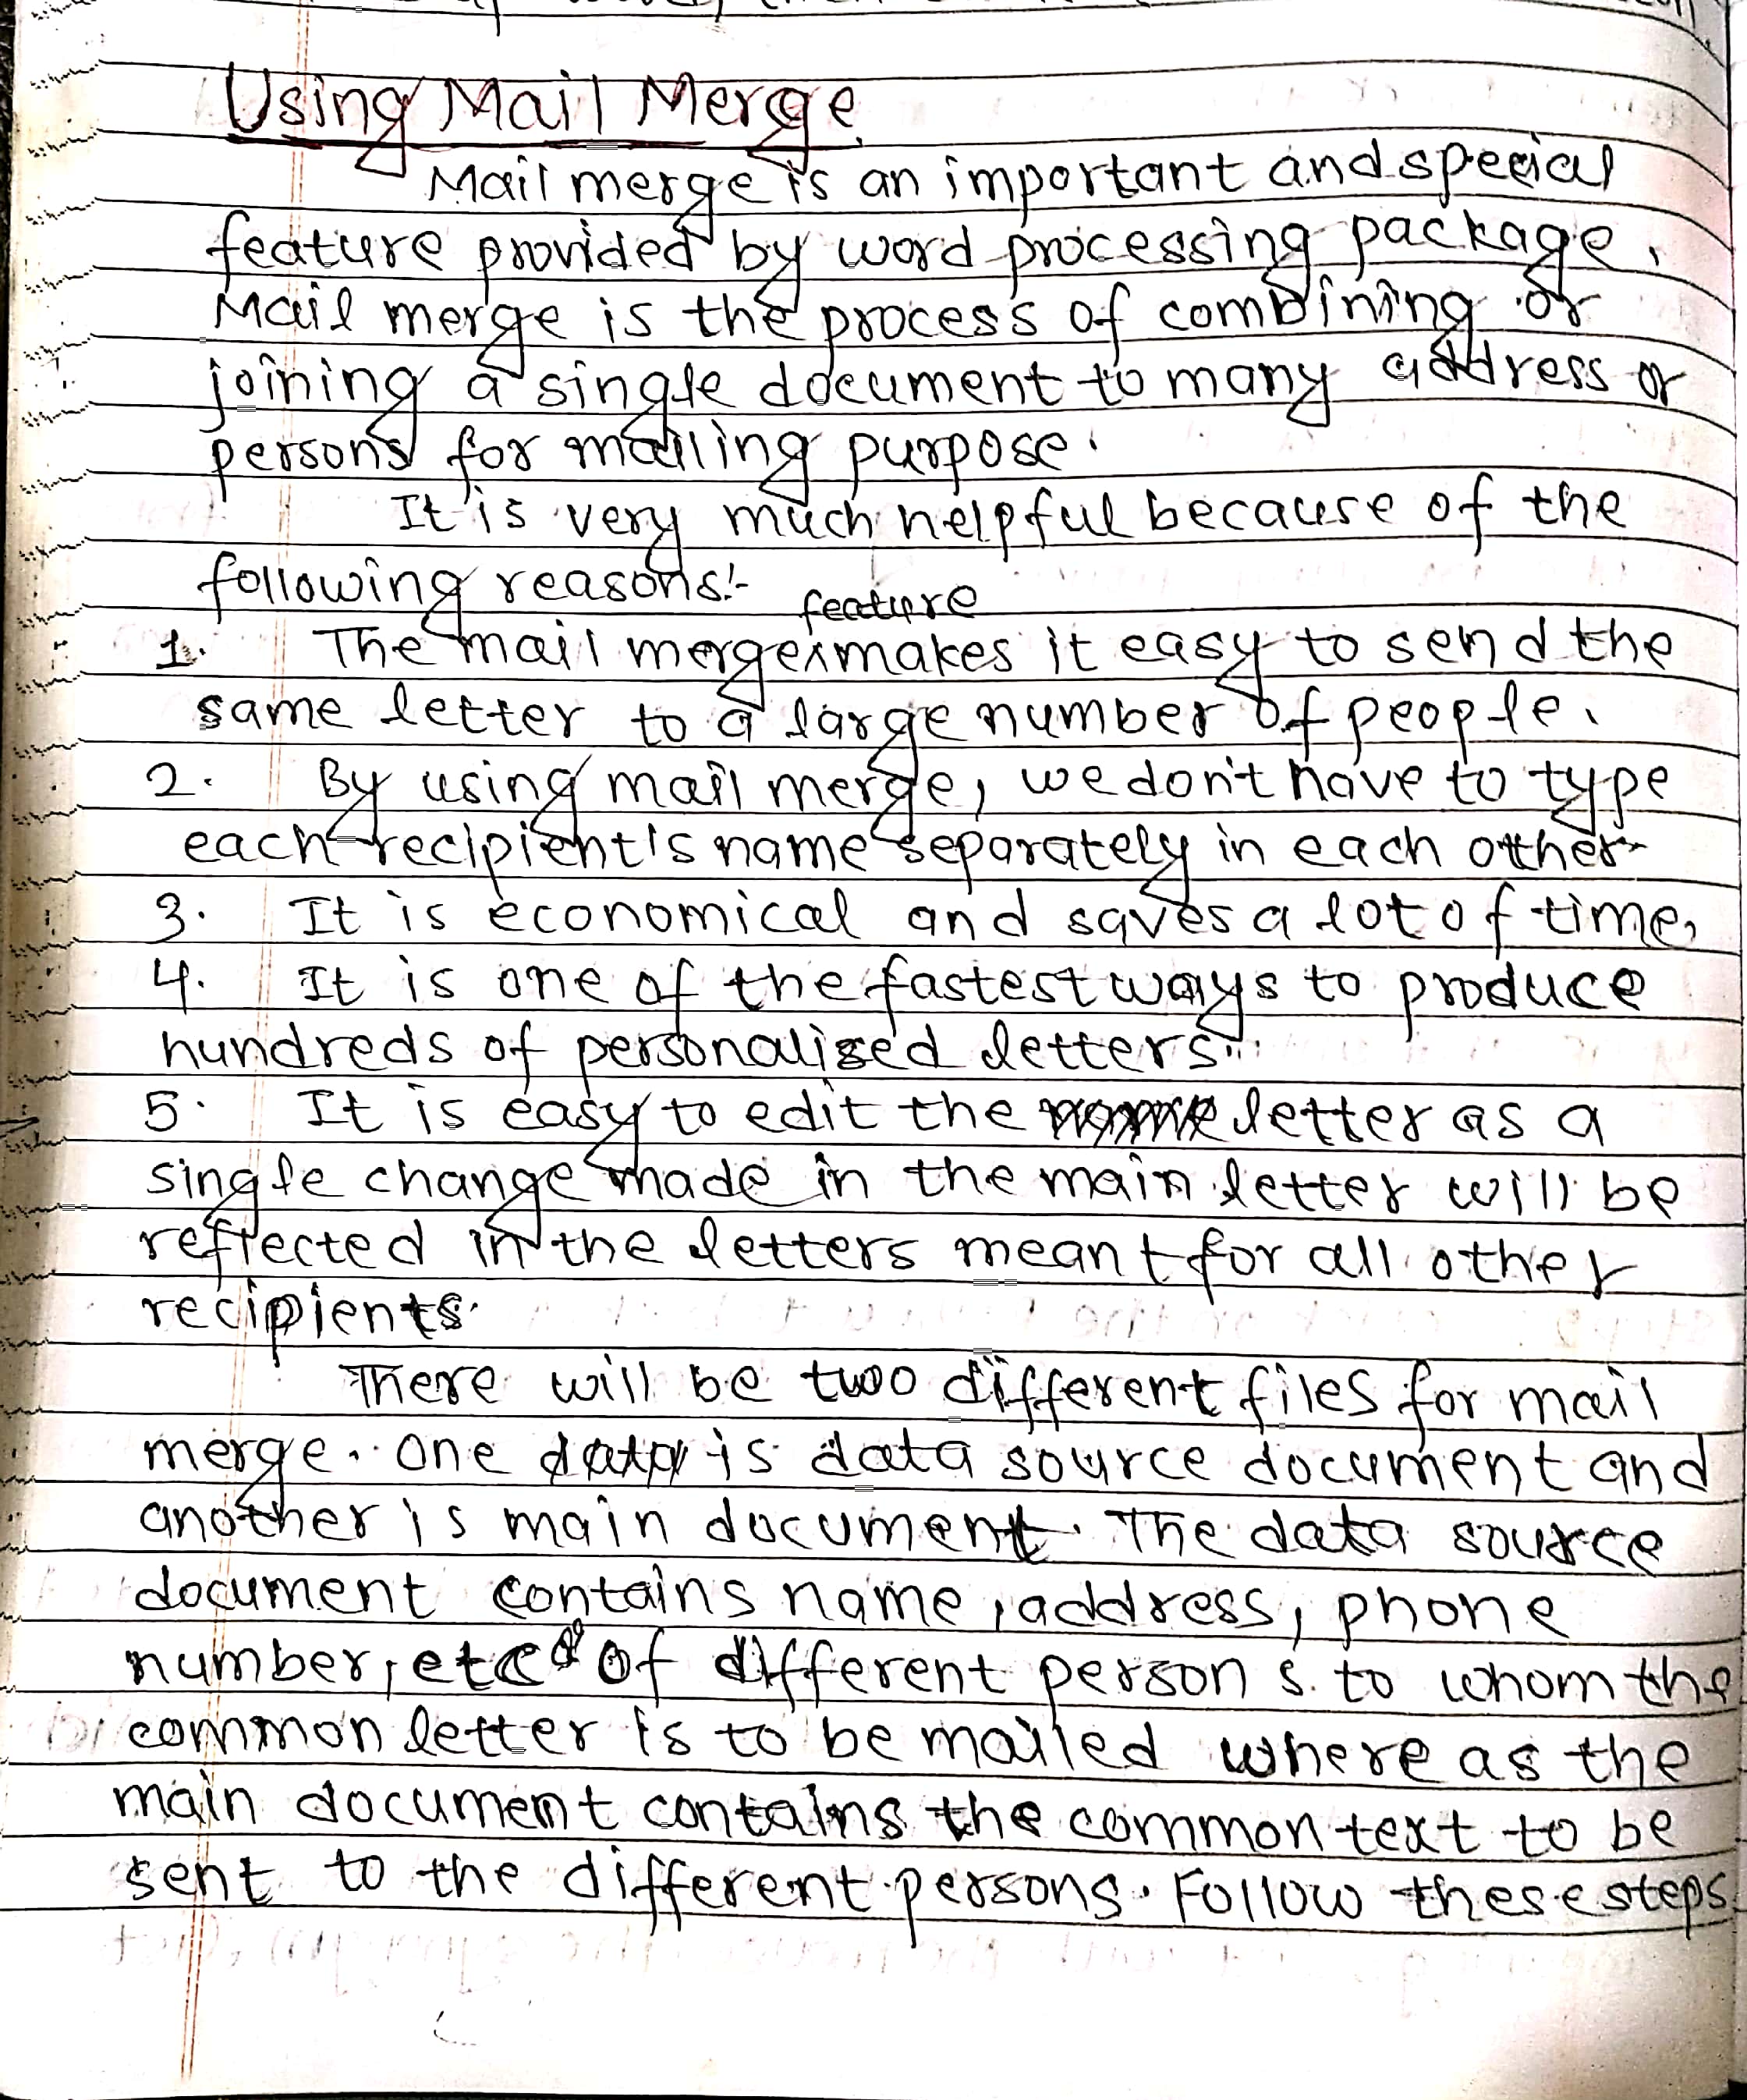 Using Mail Merge
Mail merge is an important and special
feature provided by word processing package.
Mail merge is the process of combining or
joining a single document to many address or
persons for mailing purpose.
It is very much helpful because of the
following reasons:-
feature
1. The mail merge^makes it easy to send the
same letter to a large number of people.
2. By using mail merge, we don't have to type
each recipient's name separately in each other
3. It is economical and saves a lot of time,
4. It is one of the fastest ways to produce
hundreds of personalized letters.
5. It is easy to edit the letter as a
single change made in the main letter will be
reflected in the letters meant for all other
recipients.
There will be two different files for mail
merge. One is data source document and
another is main document. The data source
document contains name, address, phone
number, etc of different persons to whom the
common letter is to be mailed where as the
main document contains the common text to be
sent to the different persons. Follow these steps